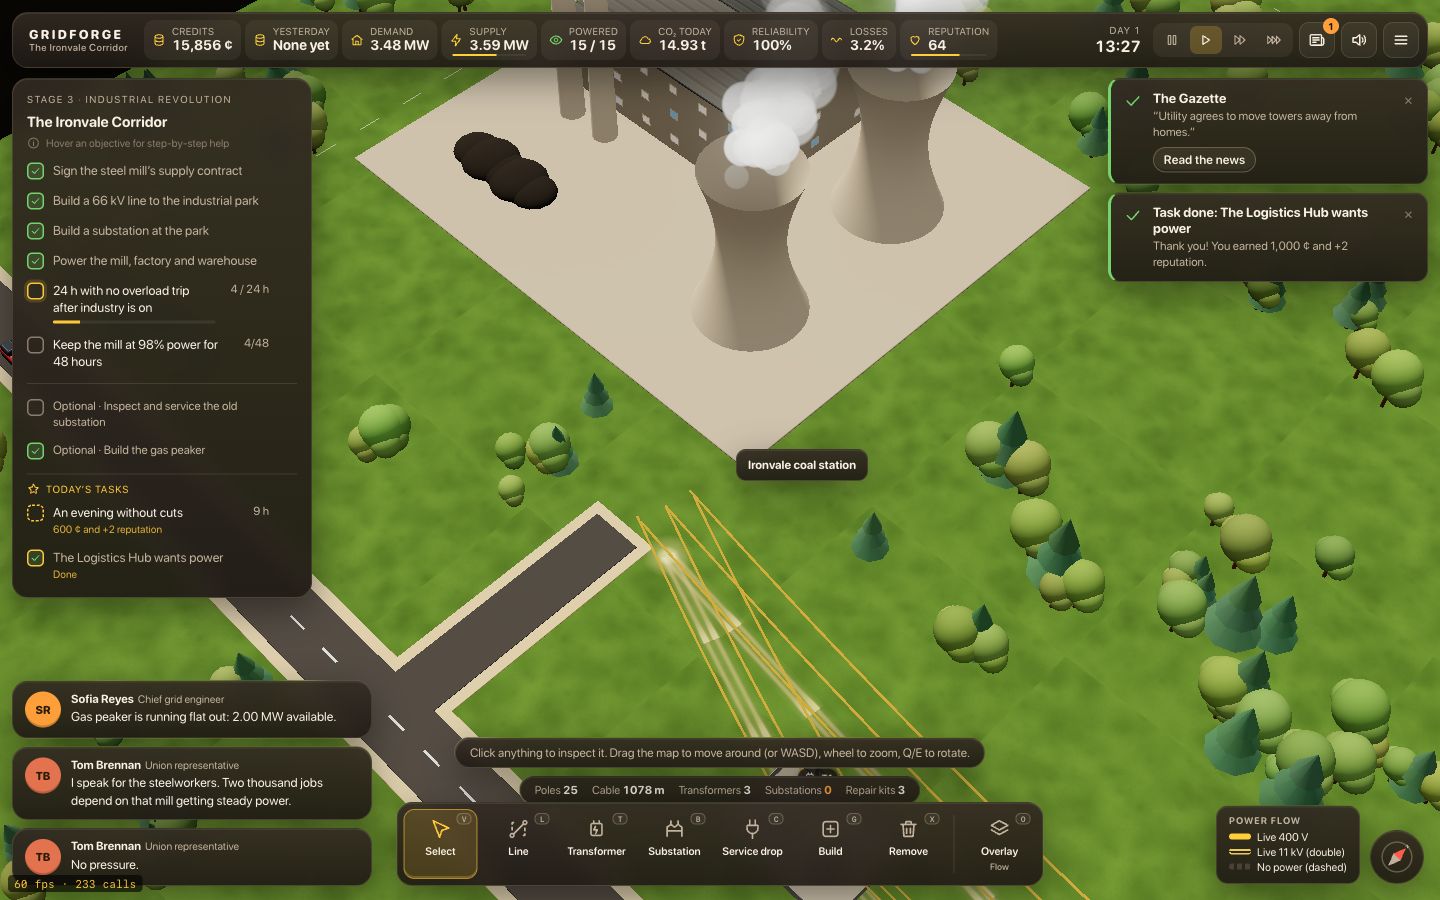 GRIDFORGE
The Ironvale Corridor
CREDITS
15,856 ¢
YESTERDAY
None yet
DEMAND
3.48 MW
SUPPLY
3.59 MW
POWERED
15 / 15
CO₂ TODAY
14.93 t
RELIABILITY
100%
LOSSES
3.2%
REPUTATION
64
DAY 1
13:27
1
STAGE 3 · INDUSTRIAL REVOLUTION
The Ironvale Corridor
Hover an objective for step-by-step help
Sign the steel mill's supply contract
Build a 66 kV line to the industrial park
Build a substation at the park
Power the mill, factory and warehouse
24 h with no overload trip 4 / 24 h
after industry is on
Keep the mill at 98% power for 4/48
48 hours
Optional · Inspect and service the old
substation
Optional · Build the gas peaker
TODAY'S TASKS
An evening without cuts 9 h
600 ¢ and +2 reputation
The Logistics Hub wants power
Done
The Gazette ×
“Utility agrees to move towers away from
homes.”
Read the news
Task done: The Logistics Hub wants ×
power
Thank you! You earned 1,000 ¢ and +2
reputation.
Ironvale coal station
SR
Sofia Reyes Chief grid engineer
Gas peaker is running flat out: 2.00 MW available.
TB
Tom Brennan Union representative
I speak for the steelworkers. Two thousand jobs
depend on that mill getting steady power.
TB
Tom Brennan Union representative
No pressure.
60 fps · 233 calls
Click anything to inspect it. Drag the map to move around (or WASD), wheel to zoom, Q/E to rotate.
Poles 25 Cable 1078 m Transformers 3 Substations 0 Repair kits 3
V
Select
L
Line
T
Transformer
B
Substation
C
Service drop
G
Build
X
Remove
O
Overlay
Flow
POWER FLOW
Live 400 V
Live 11 kV (double)
No power (dashed)